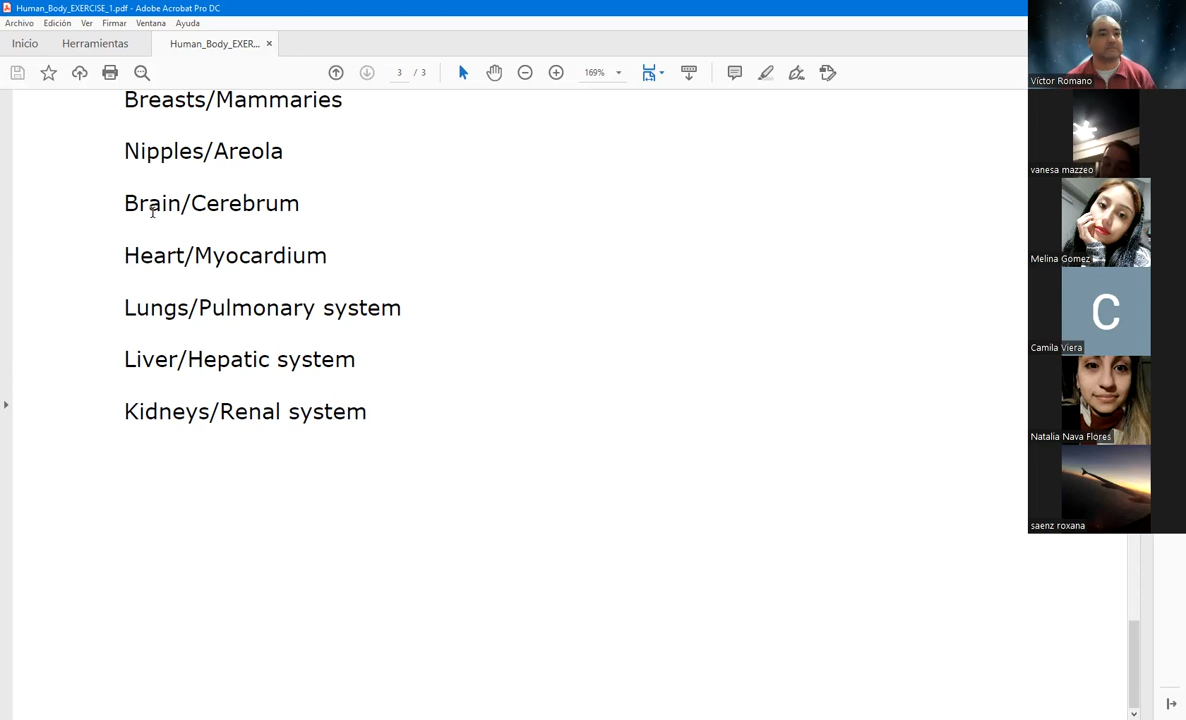 Human_Body_EXERCISE_1.pdf - Adobe Acrobat Pro DC
Archivo Edición Ver Firmar Ventana Ayuda
Inicio Herramientas Human_Body_EXER... ×
3 / 3 169%
Breasts/Mammaries
Nipples/Areola
Brain/Cerebrum
Heart/Myocardium
Lungs/Pulmonary system
Liver/Hepatic system
Kidneys/Renal system
Víctor Romano
vanesa mazzeo
Melina Gomez
C
Camila Viera
Natalia Nava Flores
saenz roxana